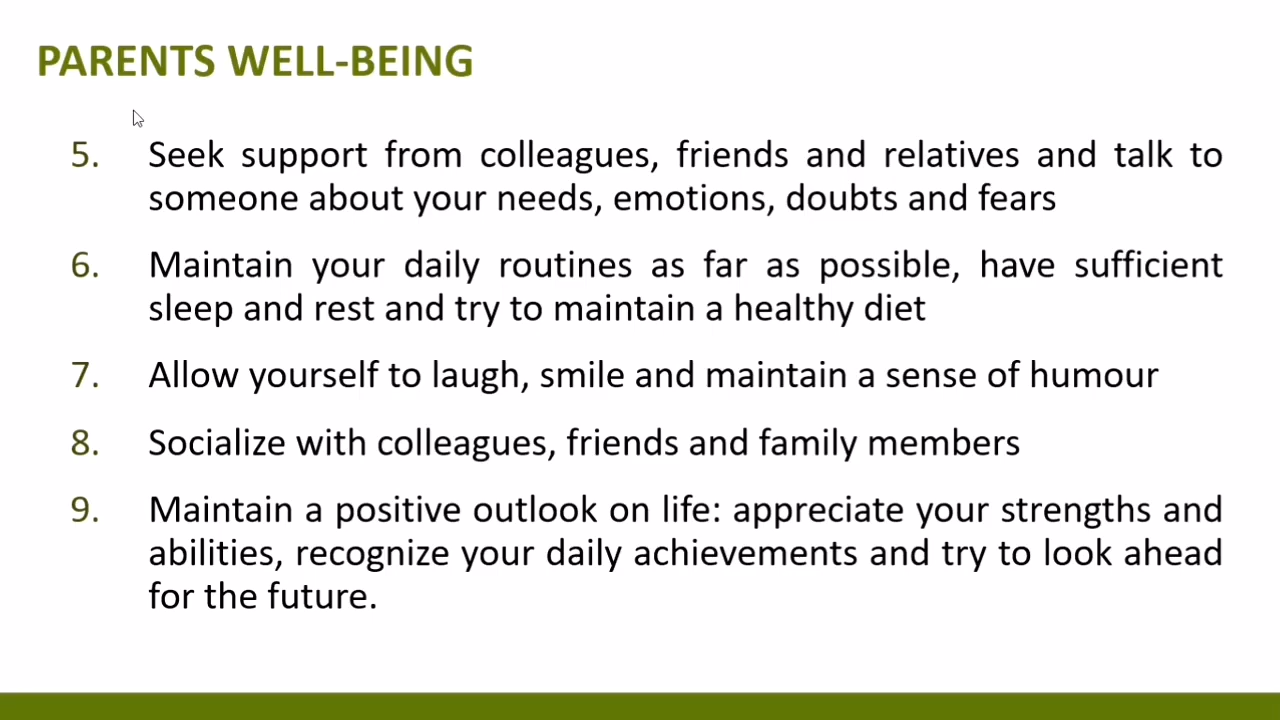 PARENTS WELL-BEING
5. Seek support from colleagues, friends and relatives and talk to
someone about your needs, emotions, doubts and fears
6. Maintain your daily routines as far as possible, have sufficient
sleep and rest and try to maintain a healthy diet
7. Allow yourself to laugh, smile and maintain a sense of humour
8. Socialize with colleagues, friends and family members
9. Maintain a positive outlook on life: appreciate your strengths and
abilities, recognize your daily achievements and try to look ahead
for the future.